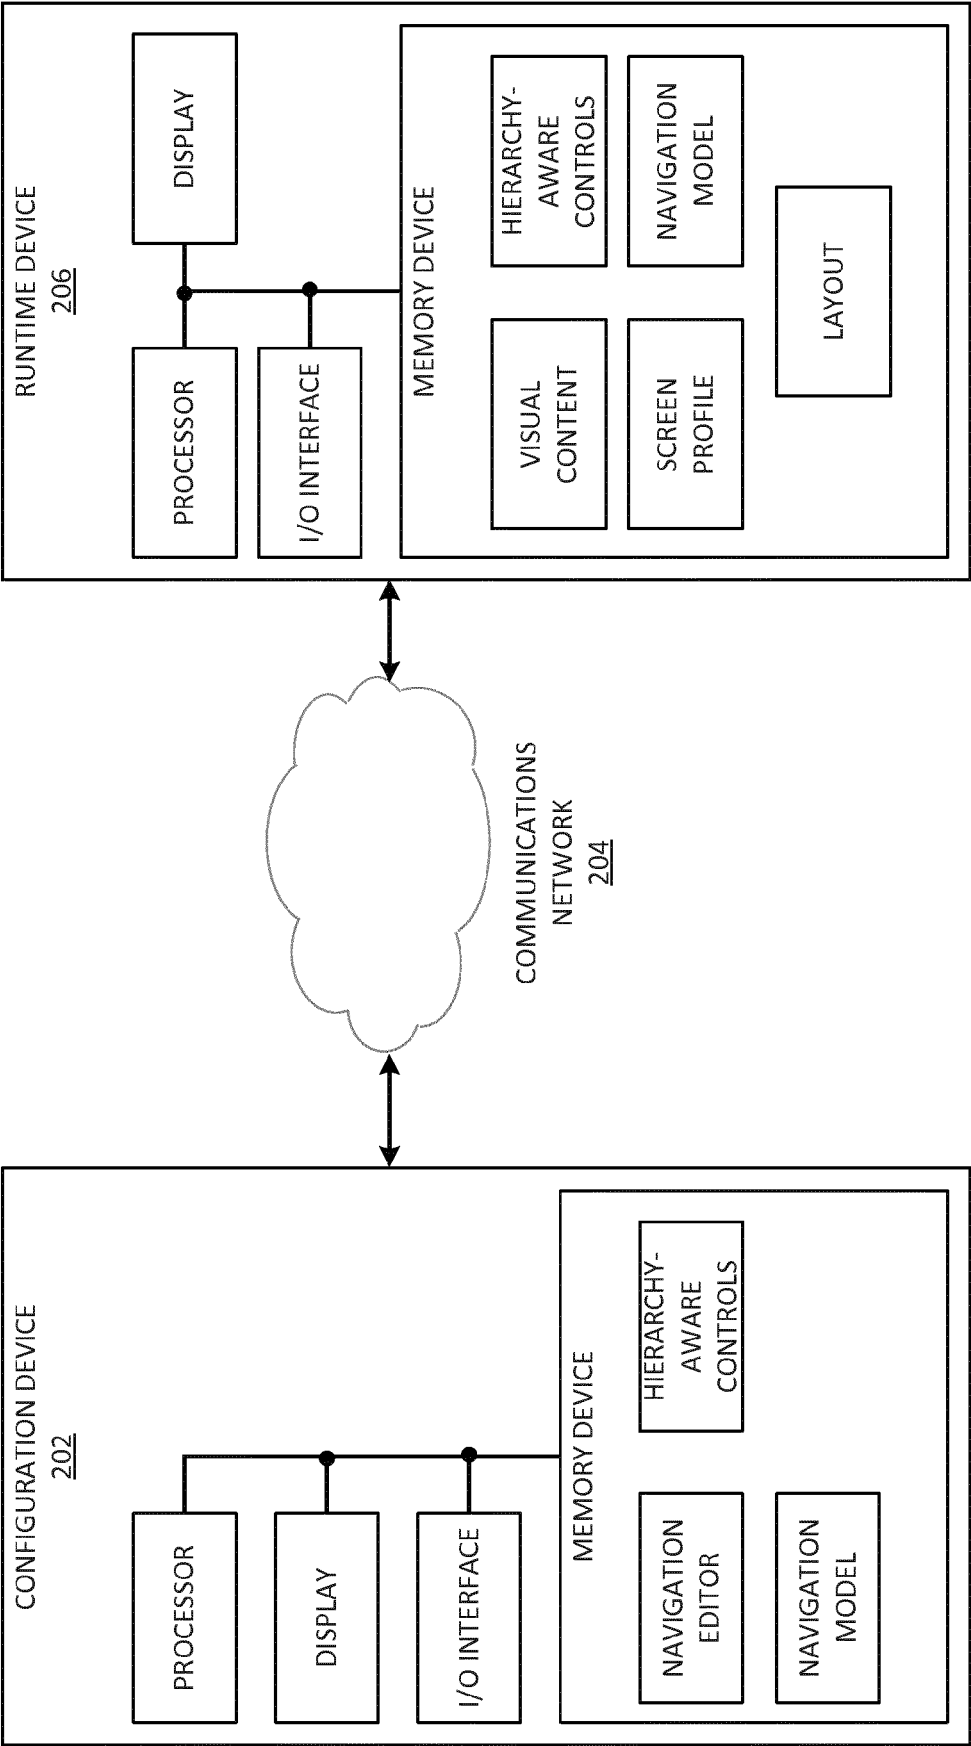 CONFIGURATION DEVICE
202
PROCESSOR
DISPLAY
I/O INTERFACE
MEMORY DEVICE
NAVIGATION
EDITOR
HIERARCHY-
AWARE
CONTROLS
NAVIGATION
MODEL
COMMUNICATIONS
NETWORK
204
RUNTIME DEVICE
206
PROCESSOR
DISPLAY
I/O INTERFACE
MEMORY DEVICE
VISUAL
CONTENT
HIERARCHY-
AWARE
CONTROLS
SCREEN
PROFILE
NAVIGATION
MODEL
LAYOUT